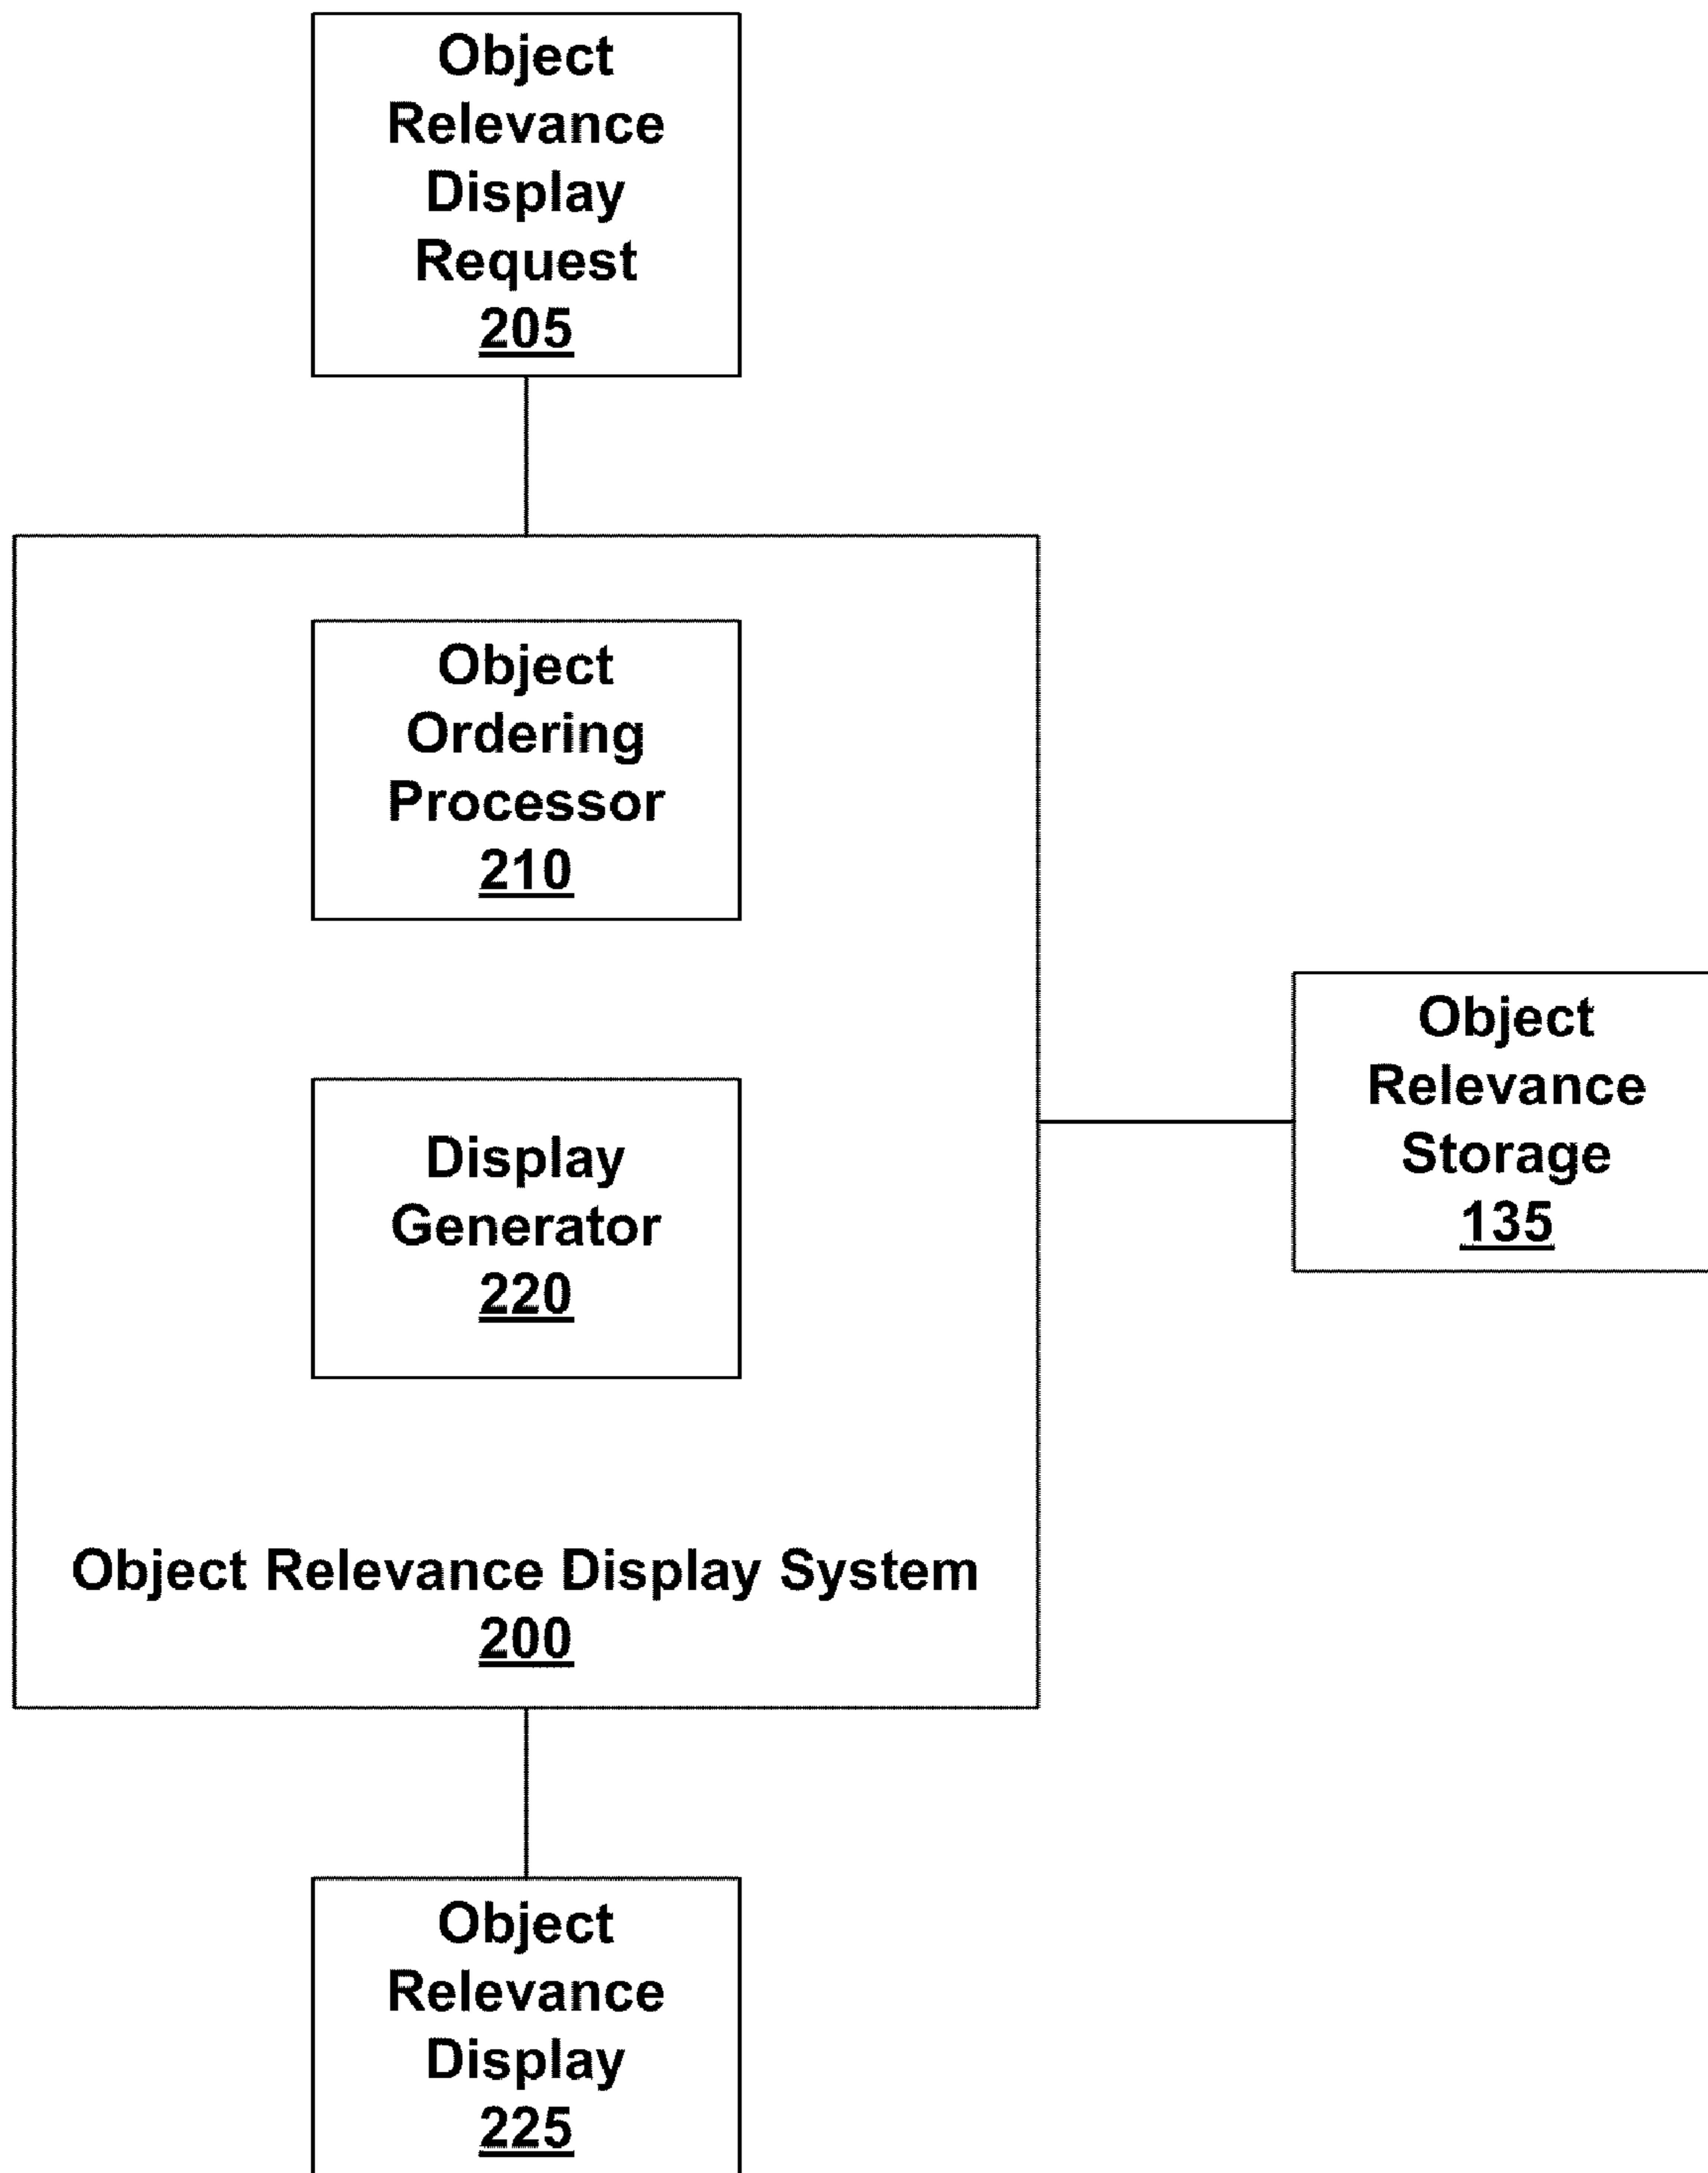 Object
Relevance
Display
Request
205
Object
Ordering
Processor
210
Display
Generator
220
Object Relevance Display System
200
Object
Relevance
Storage
135
Object
Relevance
Display
225